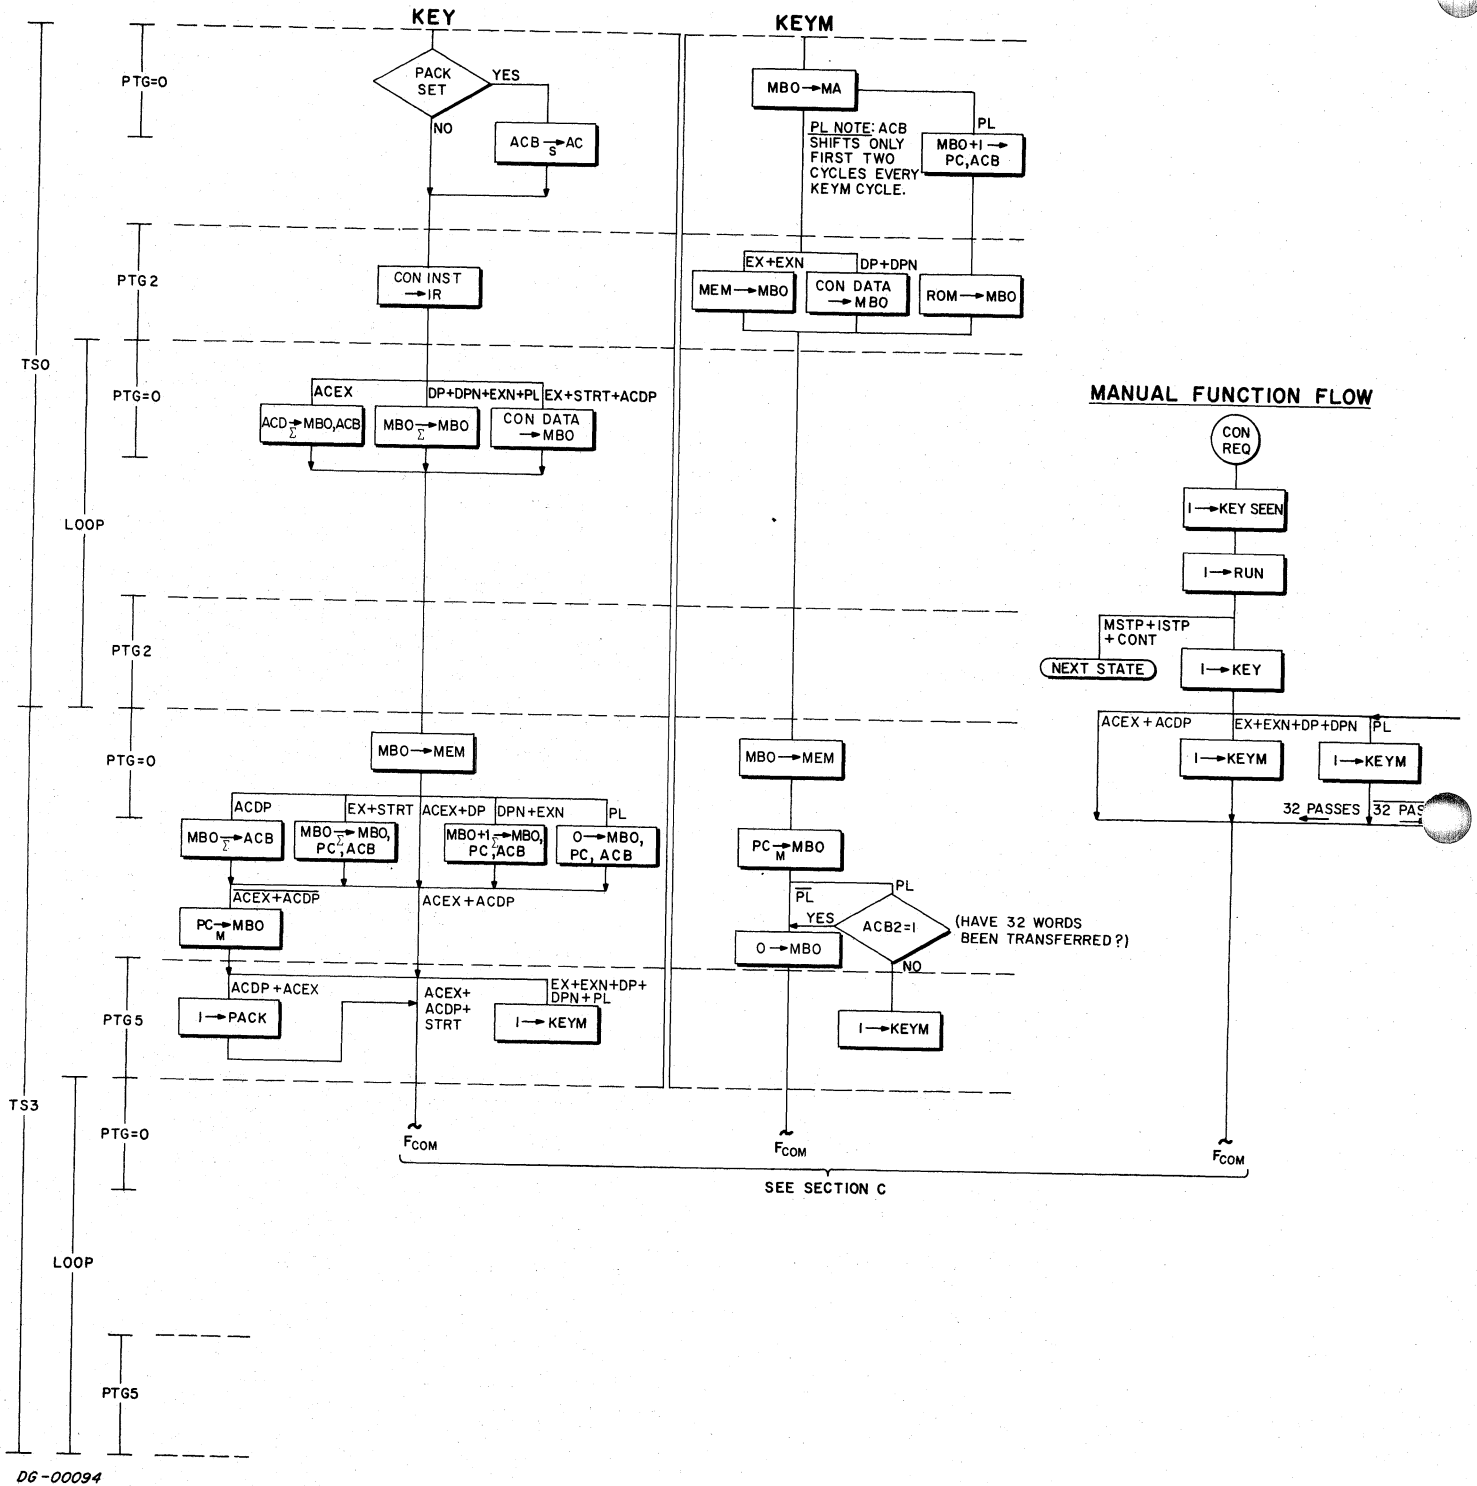 KEY
KEYM
PTG=0
PACK
SET
YES
NO
ACB → AC
S
MBO → MA
PL NOTE: ACB
SHIFTS ONLY
FIRST TWO
CYCLES EVERY
KEYM CYCLE.
PL
MBO+1 →
PC,ACB
PTG2
CON INST
→ IR
EX+EXN
DP+DPN
MEM → MBO
CON DATA
→ MBO
ROM → MBO
TS0
LOOP
PTG=0
ACEX
DP+DPN+EXN+PL
EX+STRT+ACDP
ACD → MBO,ACB
Σ
MBO → MBO
Σ
CON DATA
→ MBO
PTG2
MANUAL FUNCTION FLOW
CON
REQ
1 → KEY SEEN
1 → RUN
MSTP+ISTP
+CONT
NEXT STATE
1 → KEY
ACEX+ACDP
EX+EXN+DP+DPN
PL
1 → KEYM
1 → KEYM
32 PASSES
TS3
PTG=0
MBO → MEM
ACDP
EX+STRT
ACEX+DP
DPN+EXN
PL
MBO → ACB
Σ
MBO → MBO,
Σ
PC,ACB
MBO+1 → MBO,
Σ
PC,ACB
0 → MBO,
PC, ACB
ACEX+ACDP
ACEX+ACDP
PC → MBO
M
MBO → MEM
PC → MBO
M
PL
PL
YES
ACB2=1
(HAVE 32 WORDS
BEEN TRANSFERRED?)
0 → MBO
NO
1 → KEYM
PTG5
ACDP+ACEX
1 → PACK
ACEX+
ACDP+
STRT
EX+EXN+DP+
DPN+PL
1 → KEYM
LOOP
PTG=0
FCOM
FCOM
FCOM
SEE SECTION C
PTG5
DG-00094